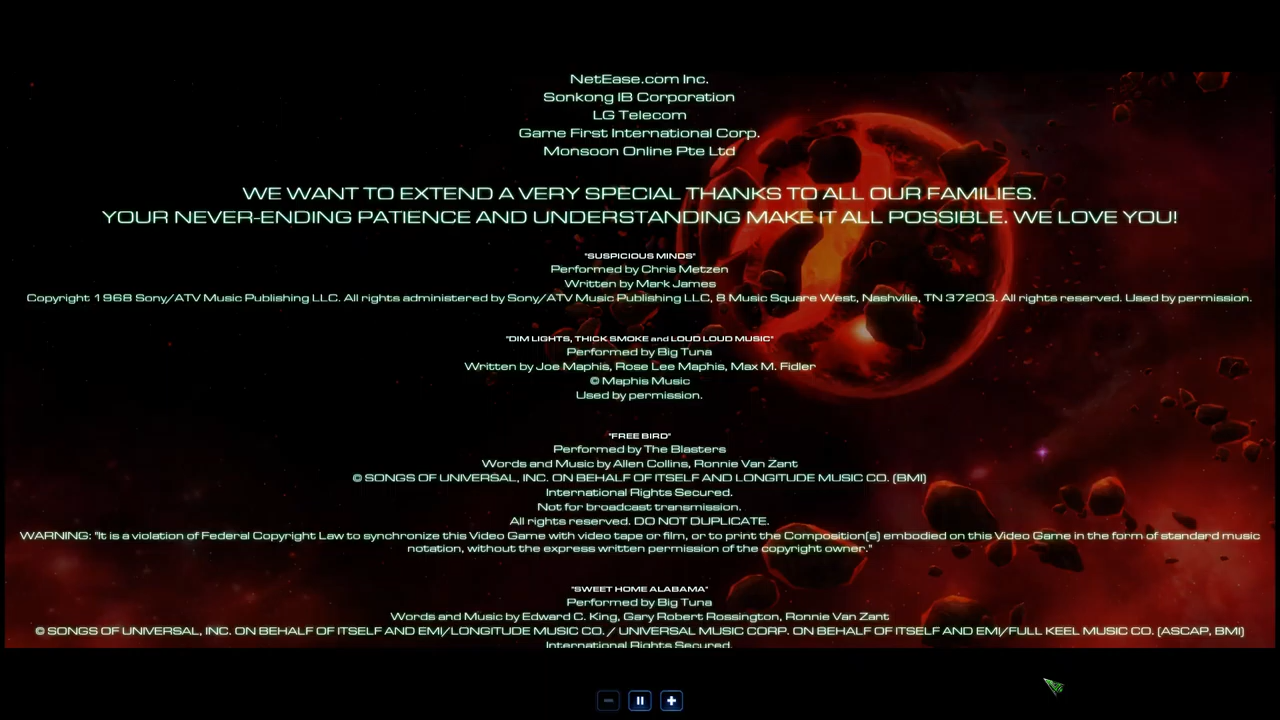 NetEase.com Inc.
Sonkong IB Corporation
LG Telecom
Game First International Corp.
Monsoon Online Pte Ltd
WE WANT TO EXTEND A VERY SPECIAL THANKS TO ALL OUR FAMILIES.
YOUR NEVER-ENDING PATIENCE AND UNDERSTANDING MAKE IT ALL POSSIBLE. WE LOVE YOU!
"SUSPICIOUS MINDS"
Performed by Chris Metzen
Written by Mark James
Copyright 1968 Sony/ATV Music Publishing LLC. All rights administered by Sony/ATV Music Publishing LLC, 8 Music Square West, Nashville, TN 37203. All rights reserved. Used by permission.
"DIM LIGHTS, THICK SMOKE and LOUD LOUD MUSIC"
Performed by Big Tuna
Written by Joe Maphis, Rose Lee Maphis, Max M. Fidler
© Maphis Music
Used by permission.
"FREE BIRD"
Performed by The Blasters
Words and Music by Allen Collins, Ronnie Van Zant
© SONGS OF UNIVERSAL, INC. ON BEHALF OF ITSELF AND LONGITUDE MUSIC CO. (BMI)
International Rights Secured.
Not for broadcast transmission.
All rights reserved. DO NOT DUPLICATE.
WARNING: "It is a violation of Federal Copyright Law to synchronize this Video Game with video tape or film, or to print the Composition(s) embodied on this Video Game in the form of standard music
notation, without the express written permission of the copyright owner."
"SWEET HOME ALABAMA"
Performed by Big Tuna
Words and Music by Edward C. King, Gary Robert Rossington, Ronnie Van Zant
© SONGS OF UNIVERSAL, INC. ON BEHALF OF ITSELF AND EMI/LONGITUDE MUSIC CO. / UNIVERSAL MUSIC CORP. ON BEHALF OF ITSELF AND EMI/FULL KEEL MUSIC CO. (ASCAP, BMI)
International Rights Secured.